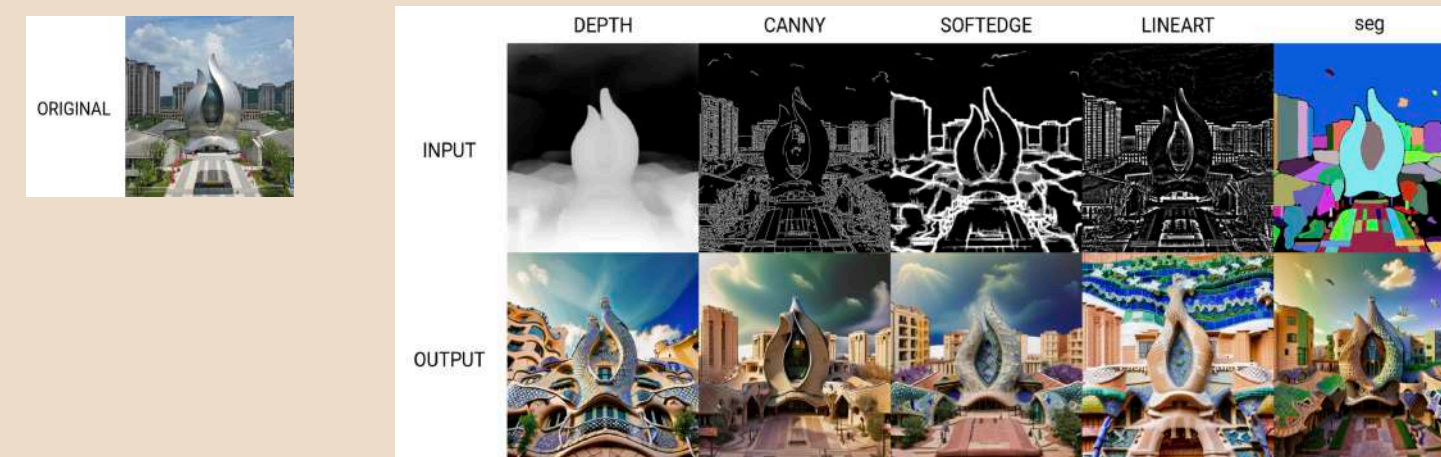 ORIGINAL
DEPTH CANNY SOFTEDGE LINEART seg
INPUT
OUTPUT